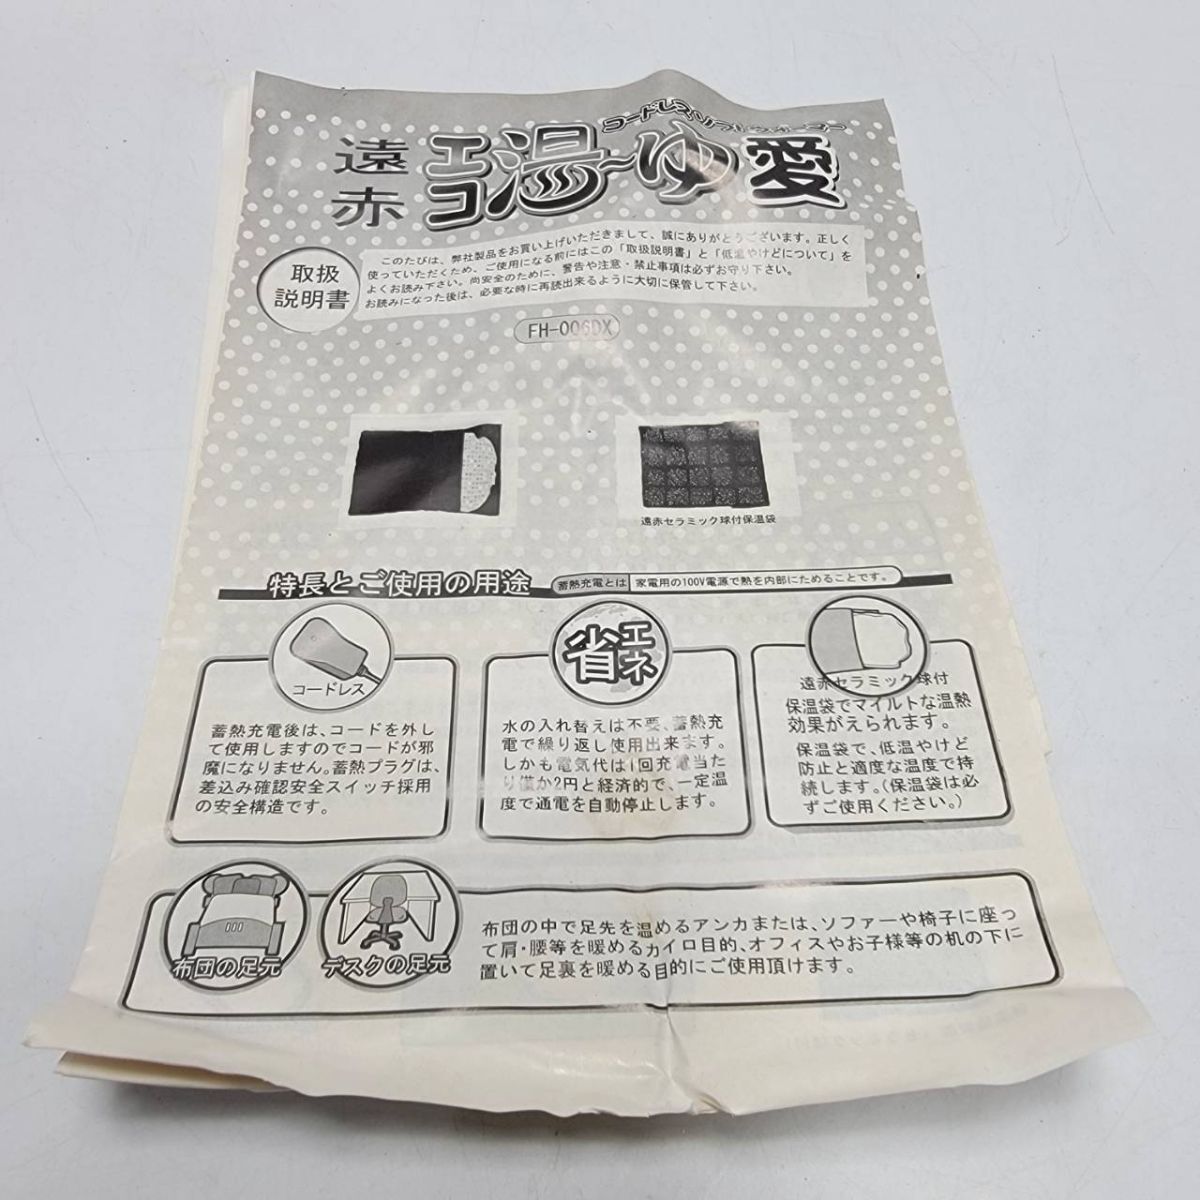 コードレスソフトウォーマー
遠赤 エコ湯〜ゆ愛
取扱
説明書
このたびは、弊社製品をお買い上げいただきまして、誠にありがとうございます。正しく
使っていただくため、ご使用になる前にはこの「取扱説明書」と「低温やけどについて」を
よくお読み下さい。尚安全のために、警告や注意・禁止事項は必ずお守り下さい。
お読みになった後は、必要な時に再読出来るように大切に保管して下さい。
FH-006DX
遠赤セラミック球付保温袋
特長とご使用の用途
蓄熱充電とは 家電用の100V電源で熱を内部にためることです。
コードレス
蓄熱充電後は、コードを外し
て使用しますのでコードが邪
魔になりません。蓄熱プラグは、
差込み確認安全スイッチ採用
の安全構造です。
省エネ
水の入れ替えは不要、蓄熱充
電で繰り返し使用出来ます。
しかも電気代は1回充電当た
り僅か2円と経済的で、一定温
度で通電を自動停止します。
遠赤セラミック球付
保温袋でマイルドな温熱
効果がえられます。
保温袋で、低温やけど
防止と適度な温度で持
続します。(保温袋は必
ずご使用ください。)
布団の足元
デスクの足元
布団の中で足先を温めるアンカまたは、ソファーや椅子に座っ
て肩・腰等を暖めるカイロ目的、オフィスやお子様等の机の下に
置いて足裏を暖める目的にご使用頂けます。